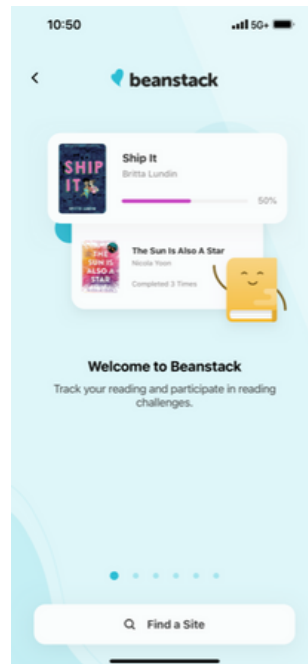 10:50
5G+
beanstack
SHIP IT
Ship It
Britta Lundin
50%
THE SUN IS ALSO A STAR
The Sun Is Also A Star
Nicola Yoon
Completed 3 Times
Welcome to Beanstack
Track your reading and participate in reading
challenges.
Find a Site